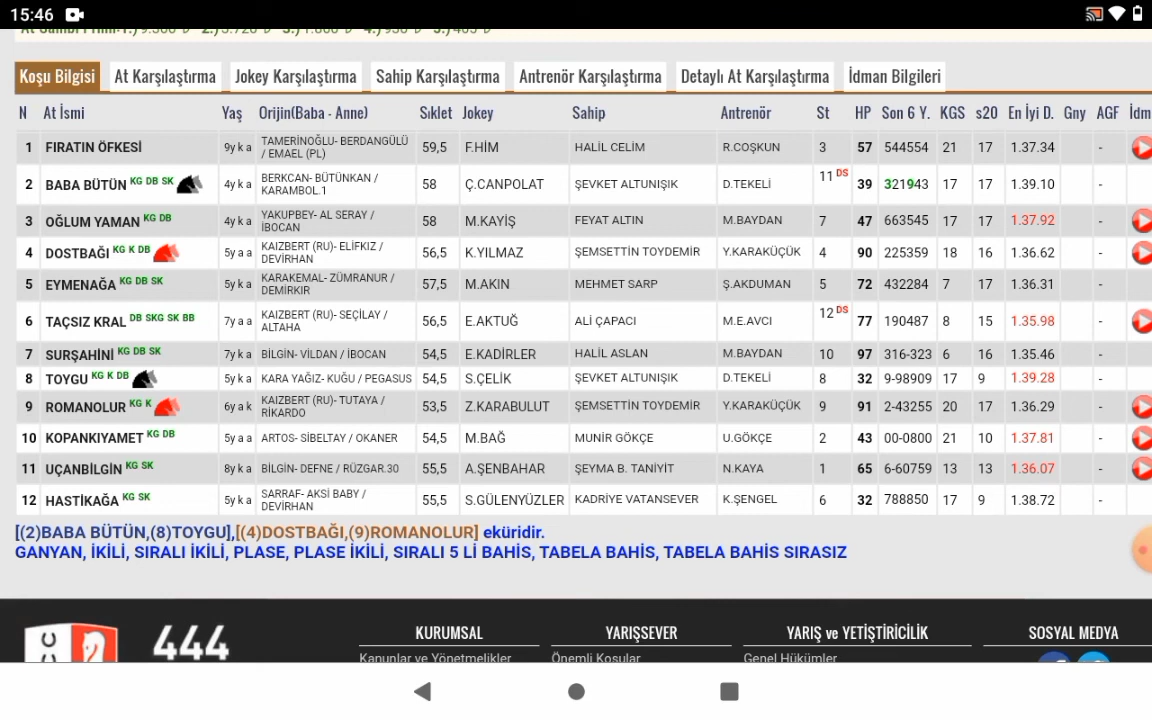 15:46
Koşu Bilgisi At Karşılaştırma Jokey Karşılaştırma Sahip Karşılaştırma Antrenör Karşılaştırma Detaylı At Karşılaştırma İdman Bilgileri
N At İsmi Yaş Orijin(Baba - Anne) Sıklet Jokey Sahip Antrenör St HP Son 6 Y. KGS s20 En İyi D. Gny AGF İdm
1 FIRATIN ÖFKESİ 9y k a TAMERİNOĞLU- BERDANGÜLÜ / EMAEL (PL) 59,5 F.HİM HALİL CELİM R.COŞKUN 3 57 544554 21 17 1.37.34 -
2 BABA BÜTÜN KG DB SK 4y k a BERKCAN- BÜTÜNKAN / KARAMBOL.1 58 Ç.CANPOLAT ŞEVKET ALTUNIŞIK D.TEKELİ 11 DS 39 321943 17 17 1.39.10 -
3 OĞLUM YAMAN KG DB 4y k a YAKUPBEY- AL SERAY / İBOCAN 58 M.KAYİŞ FEYAT ALTIN M.BAYDAN 7 47 663545 17 17 1.37.92 -
4 DOSTBAĞI KG K DB 5y a a KAIZBERT (RU)- ELİFKIZ / DEVİRHAN 56,5 K.YILMAZ ŞEMSETTİN TOYDEMİR Y.KARAKÜÇÜK 4 90 225359 18 16 1.36.62 -
5 EYMENAĞA KG DB SK 5y k a KARAKEMAL- ZÜMRANUR / DEMİRKIR 57,5 M.AKIN MEHMET SARP Ş.AKDUMAN 5 72 432284 7 17 1.36.31 -
6 TAÇSIZ KRAL DB SKG SK BB 7y a a KAIZBERT (RU)- SEÇİLAY / ALTAHA 56,5 E.AKTUĞ ALİ ÇAPACI M.E.AVCI 12 DS 77 190487 8 15 1.35.98 -
7 SURŞAHİNİ KG DB SK 7y k a BİLGİN- VİLDAN / İBOCAN 54,5 E.KADİRLER HALİL ASLAN M.BAYDAN 10 97 316-323 6 16 1.35.46 -
8 TOYGU KG K DB 5y k a KARA YAĞIZ- KUĞU / PEGASUS 54,5 S.ÇELİK ŞEVKET ALTUNIŞIK D.TEKELİ 8 32 9-98909 17 9 1.39.28 -
9 ROMANOLUR KG K 6y a k KAIZBERT (RU)- TUTAYA / RİKARDO 53,5 Z.KARABULUT ŞEMSETTİN TOYDEMİR Y.KARAKÜÇÜK 9 91 2-43255 20 17 1.36.29 -
10 KOPANKIYAMET KG DB 5y a a ARTOS- SİBELTAY / OKANER 54,5 M.BAĞ MUNİR GÖKÇE U.GÖKÇE 2 43 00-0800 21 10 1.37.81 -
11 UÇANBİLGİN KG SK 8y k a BİLGİN- DEFNE / RÜZGAR.30 55,5 A.ŞENBAHAR ŞEYMA B. TANİYİT N.KAYA 1 65 6-60759 13 13 1.36.07 -
12 HASTİKAĞA KG SK 5y k a SARRAF- AKSİ BABY / DEVİRHAN 55,5 S.GÜLENYÜZLER KADRİYE VATANSEVER K.ŞENGEL 6 32 788850 17 9 1.38.72 -
[(2)BABA BÜTÜN,(8)TOYGU],[(4)DOSTBAĞI,(9)ROMANOLUR] eküridir.
GANYAN, İKİLİ, SIRALI İKİLİ, PLASE, PLASE İKİLİ, SIRALI 5 Lİ BAHİS, TABELA BAHİS, TABELA BAHİS SIRASIZ
444 KURUMSAL YARIŞSEVER YARIŞ ve YETİŞTİRİCİLİK SOSYAL MEDYA
Kanunlar ve Yönetmelikler Önemli Koşular Genel Hükümler